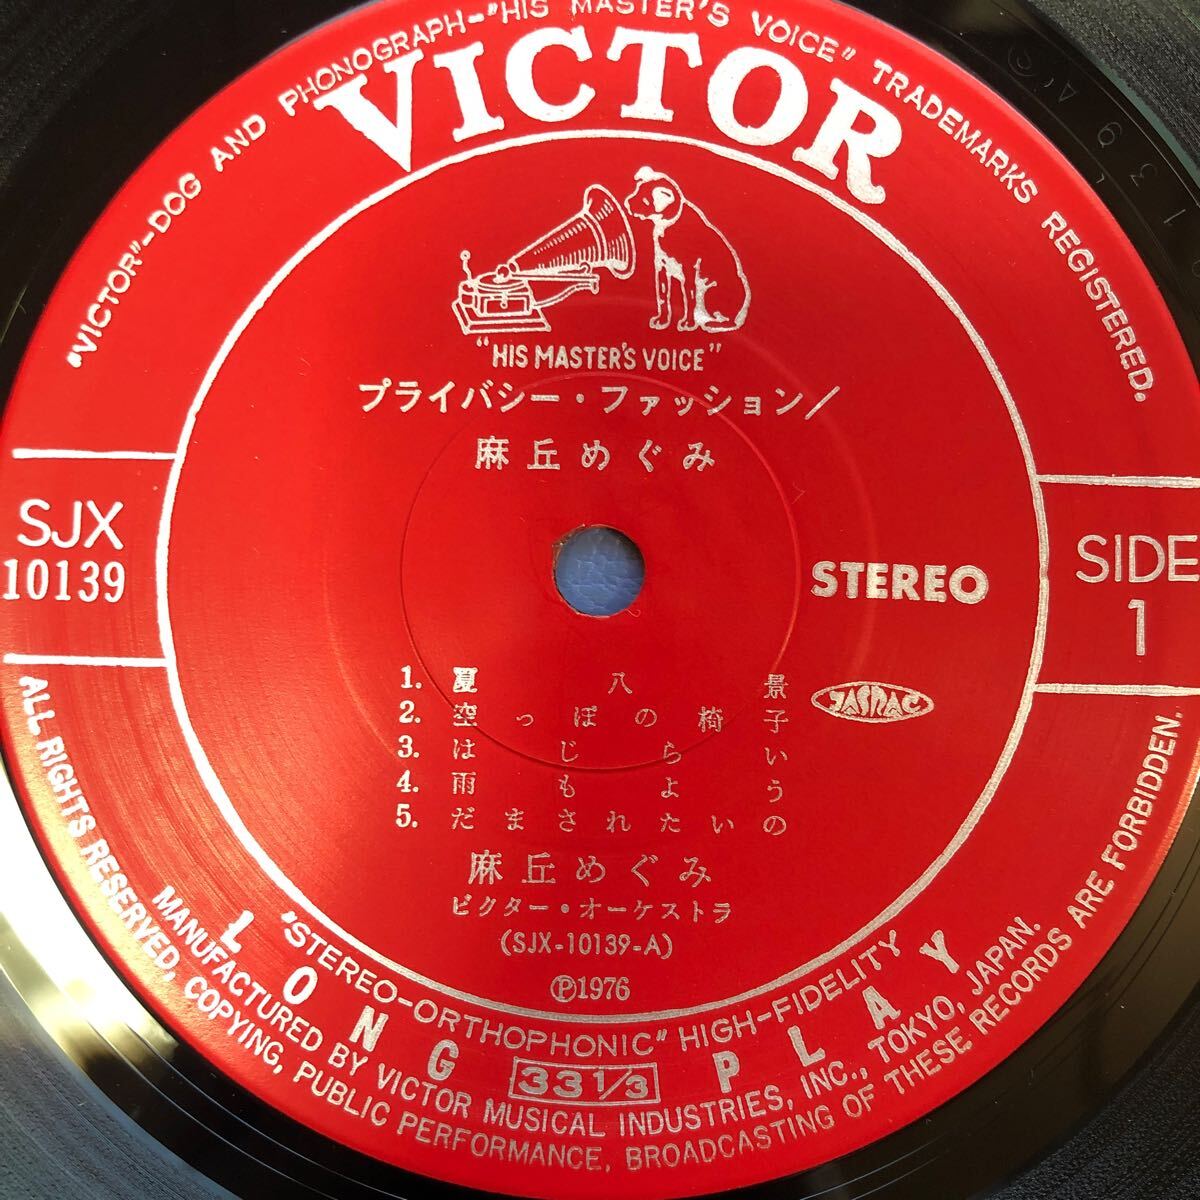 "VICTOR"-DOG AND PHONOGRAPH-"HIS MASTER'S VOICE" TRADEMARKS REGISTERED.
VICTOR
"HIS MASTER'S VOICE"
プライバシー・ファッション/
麻丘めぐみ
SJX
10139
STEREO
SIDE
1
JASRAC
1. 夏八景
2. 空っぽの椅子
3. はじらい
4. 雨もよう
5. だまされたいの
麻丘めぐみ
ビクター・オーケストラ
(SJX-10139-A)
Ⓟ1976
"STEREO-ORTHOPHONIC" HIGH-FIDELITY
LONG 33 1/3 PLAY
MANUFACTURED BY VICTOR MUSICAL INDUSTRIES, INC., TOKYO, JAPAN.
ALL RIGHTS RESERVED, COPYING, PUBLIC PERFORMANCE, BROADCASTING OF THESE RECORDS ARE FORBIDDEN.